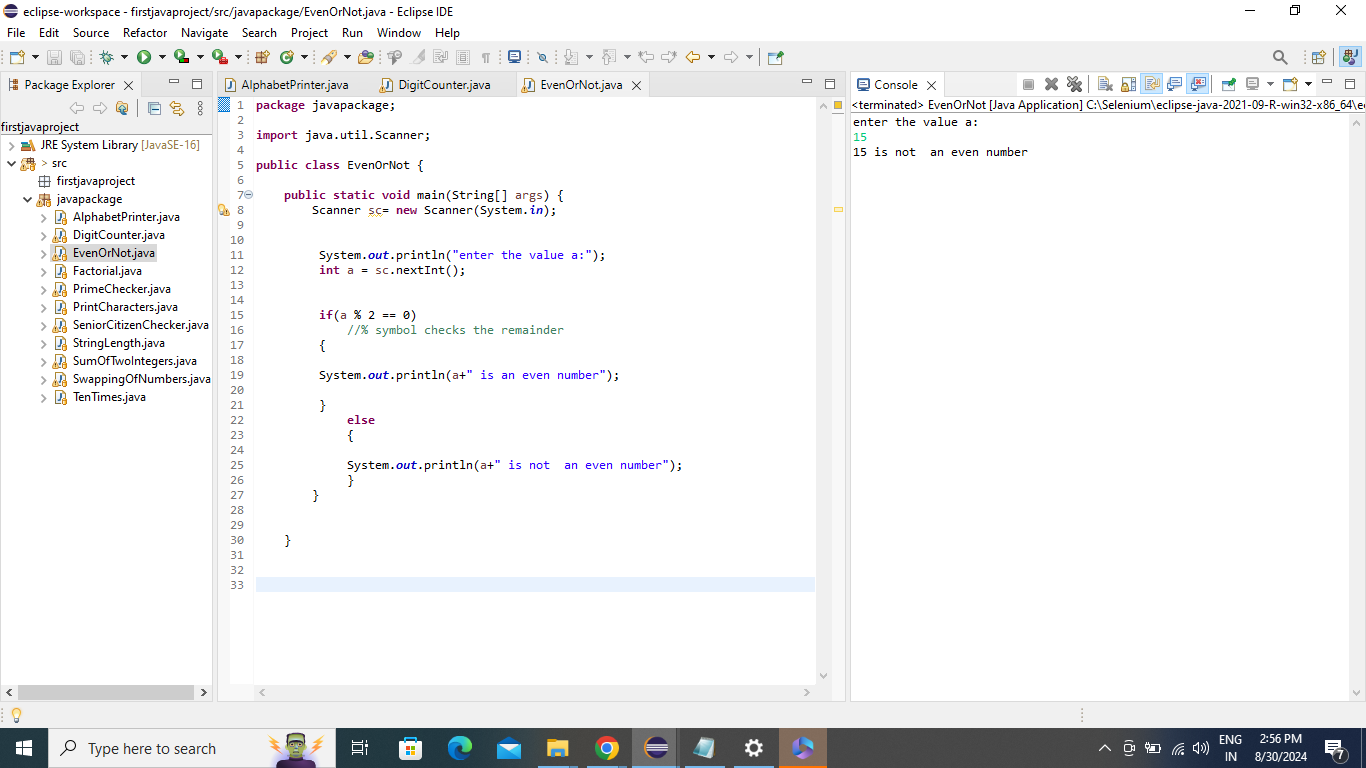 eclipse-workspace - firstjavaproject/src/javapackage/EvenOrNot.java - Eclipse IDE
File Edit Source Refactor Navigate Search Project Run Window Help
Package Explorer
firstjavaproject
JRE System Library [JavaSE-16]
> src
firstjavaproject
javapackage
AlphabetPrinter.java
DigitCounter.java
EvenOrNot.java
Factorial.java
PrimeChecker.java
PrintCharacters.java
SeniorCitizenChecker.java
StringLength.java
SumOfTwoIntegers.java
SwappingOfNumbers.java
TenTimes.java
AlphabetPrinter.java DigitCounter.java EvenOrNot.java
1 package javapackage;
2
3 import java.util.Scanner;
4
5 public class EvenOrNot {
6
7 public static void main(String[] args) {
8 Scanner sc= new Scanner(System.in);
9
10
11 System.out.println("enter the value a:");
12 int a = sc.nextInt();
13
14
15 if(a % 2 == 0)
16 //% symbol checks the remainder
17 {
18
19 System.out.println(a+" is an even number");
20
21 }
22 else
23 {
24
25 System.out.println(a+" is not  an even number");
26 }
27 }
28
29
30 }
31
32
33
Console
<terminated> EvenOrNot [Java Application] C:\Selenium\eclipse-java-2021-09-R-win32-x86_64\e
enter the value a:
15
15 is not  an even number
Type here to search
ENG
IN
2:56 PM
8/30/2024
7